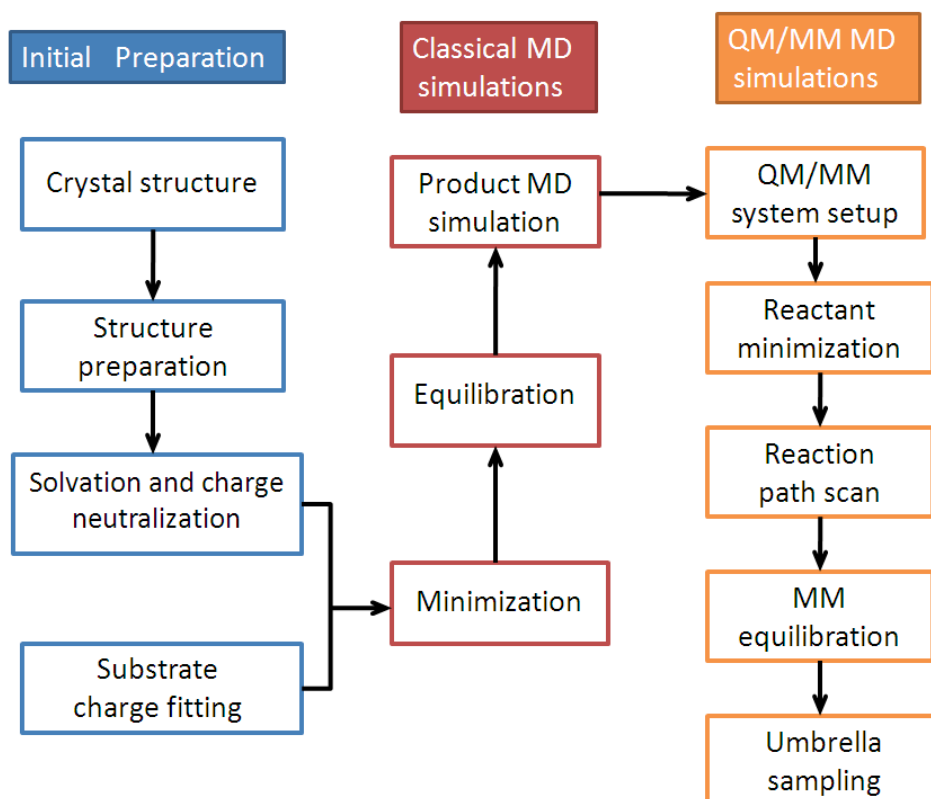 Initial Preparation
Crystal structure
Structure
preparation
Solvation and charge
neutralization
Substrate
charge fitting
Classical MD
simulations
Product MD
simulation
Equilibration
Minimization
QM/MM MD
simulations
QM/MM
system setup
Reactant
minimization
Reaction
path scan
MM
equilibration
Umbrella
sampling